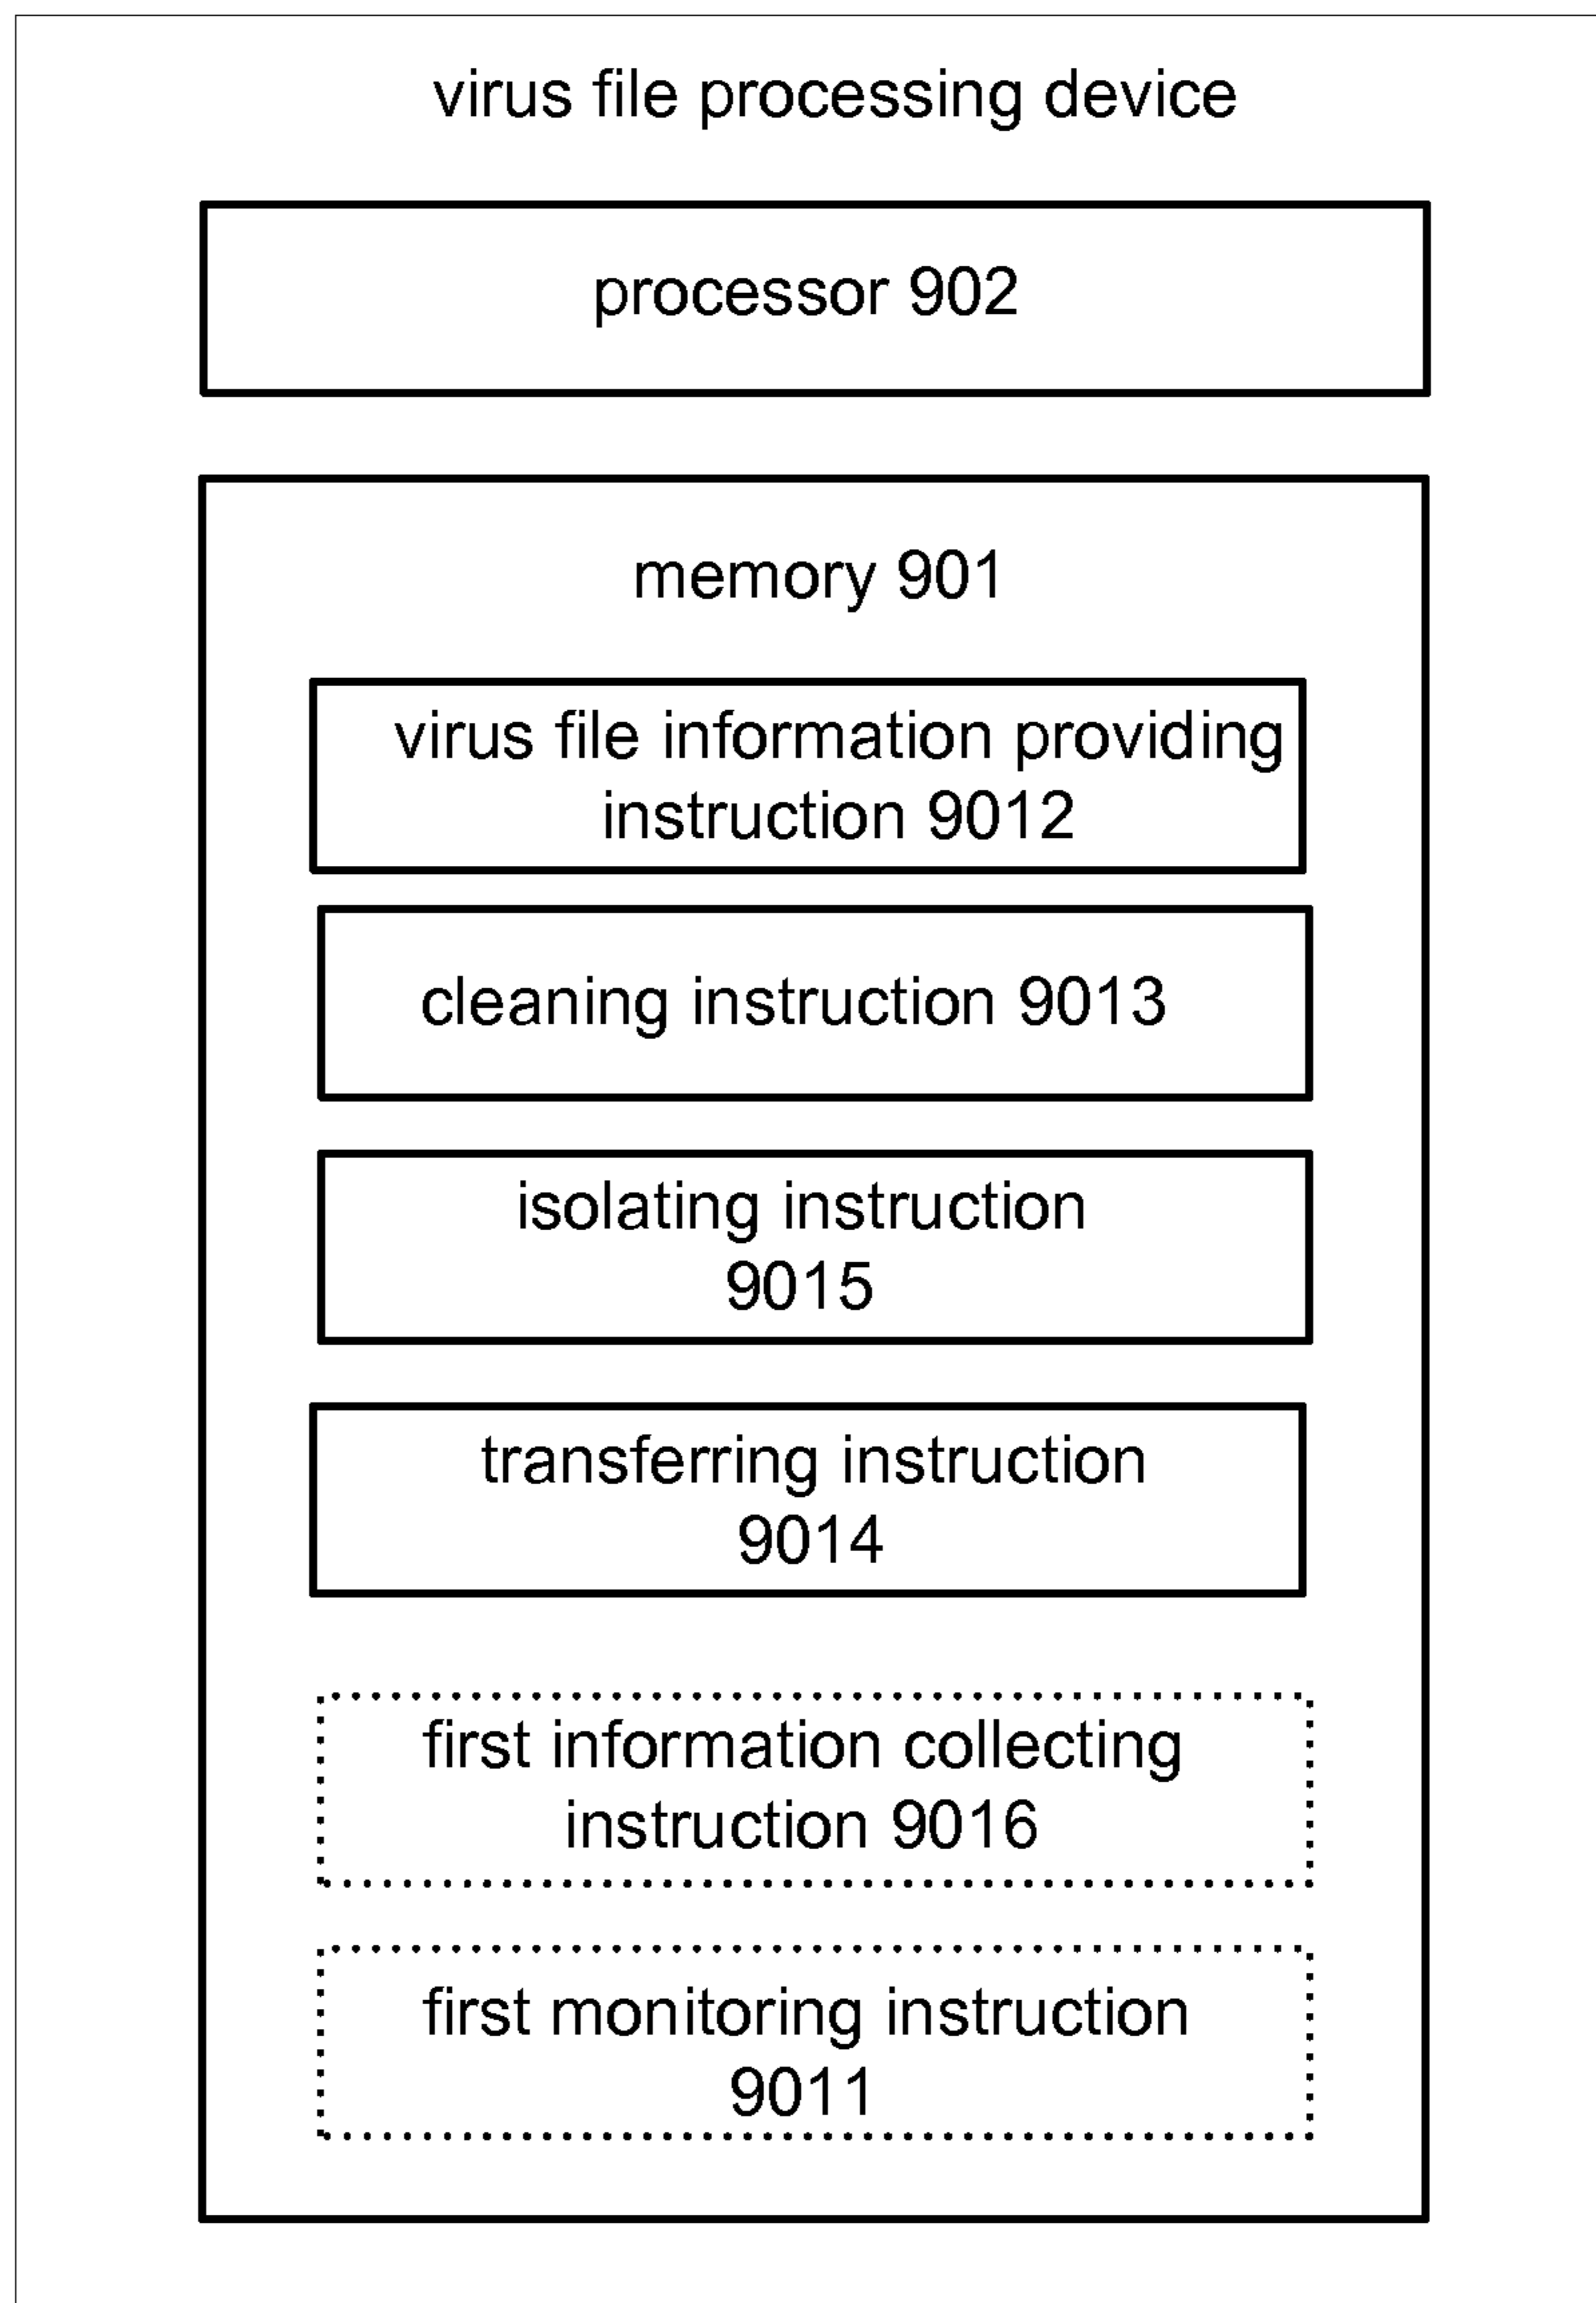 virus file processing device
processor 902
memory 901
virus file information providing
instruction 9012
cleaning instruction 9013
isolating instruction
9015
transferring instruction
9014
first information collecting
instruction 9016
first monitoring instruction
9011